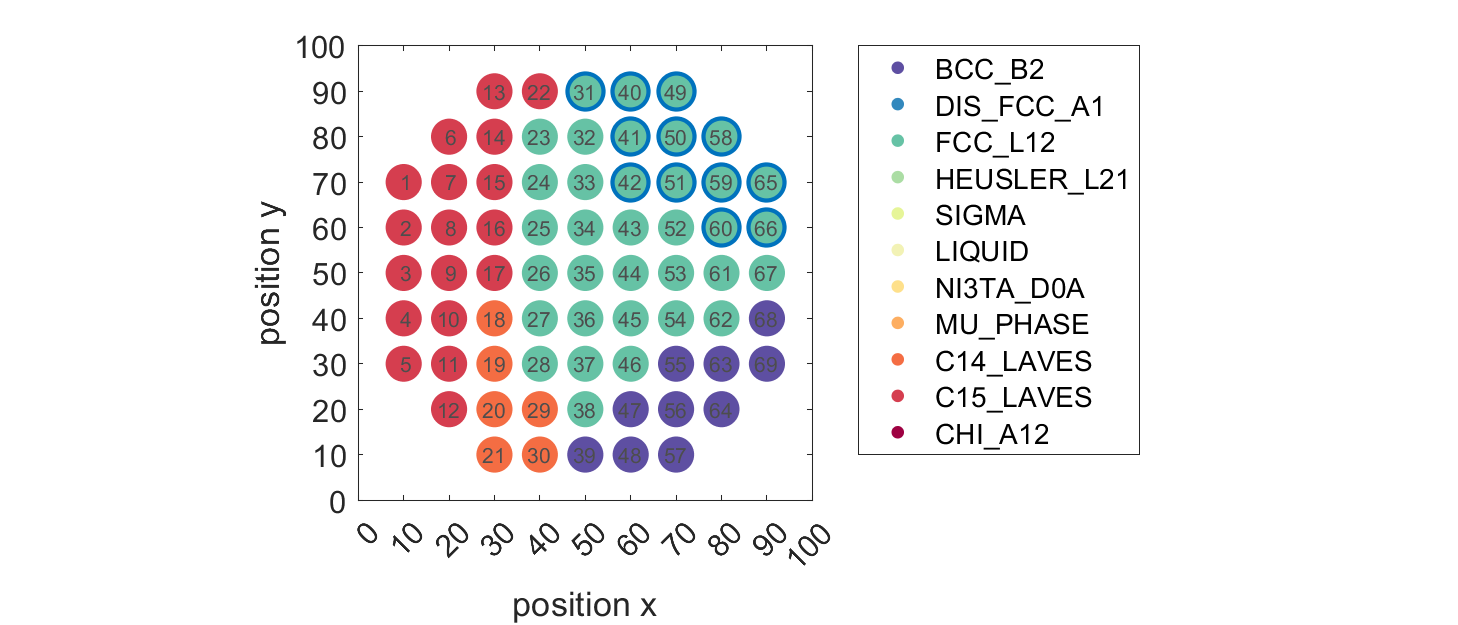 100
90
80
70
60
50
40
30
20
10
0
position y
13 22 31 40 49
6 14 23 32 41 50 58
1 7 15 24 33 42 51 59 65
2 8 16 25 34 43 52 60 66
3 9 17 26 35 44 53 61 67
4 10 18 27 36 45 54 62 68
5 11 19 28 37 46 55 63 69
12 20 29 38 47 56 64
21 30 39 48 57
0 10 20 30 40 50 60 70 80 90 100
position x
BCC_B2
DIS_FCC_A1
FCC_L12
HEUSLER_L21
SIGMA
LIQUID
NI3TA_D0A
MU_PHASE
C14_LAVES
C15_LAVES
CHI_A12